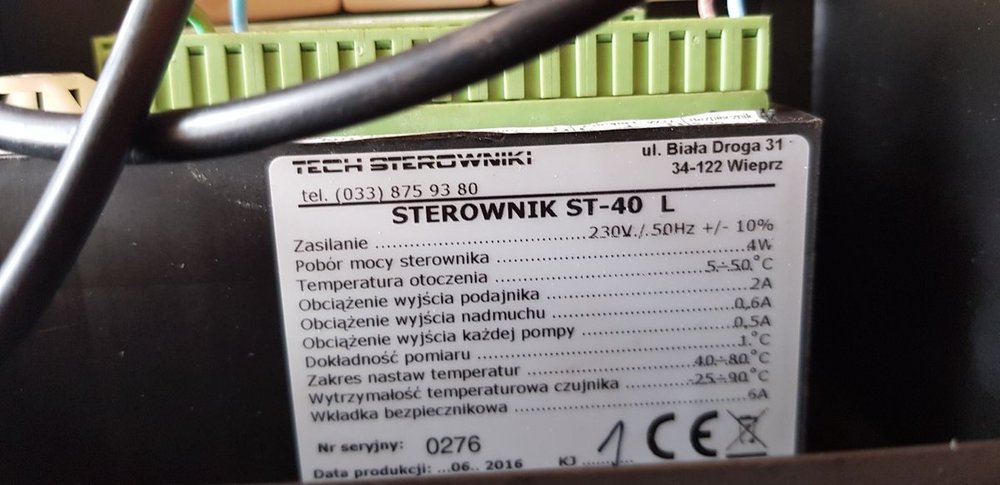 bezpiecznik
TECH STEROWNIKI
ul. Biała Droga 31
34-122 Wieprz
tel. (033) 875 93 80
STEROWNIK ST-40 L
Zasilanie ........................... 230V./.50Hz +/- 10%
Pobór mocy sterownika ........................... 4W
Temperatura otoczenia ........................... 5÷50°C
Obciążenie wyjścia podajnika ........................... 2A
Obciążenie wyjścia nadmuchu ........................... 0,6A
Obciążenie wyjścia każdej pompy ........................... 0,5A
Dokładność pomiaru ........................... 1°C
Zakres nastaw temperatur ........................... 40÷80°C
Wytrzymałość temperaturowa czujnika ........................... -25÷90°C
Wkładka bezpiecznikowa ........................... 6A
Nr seryjny: 0276
Data produkcji: ...06.. 2016 KJ ........ 1
CE